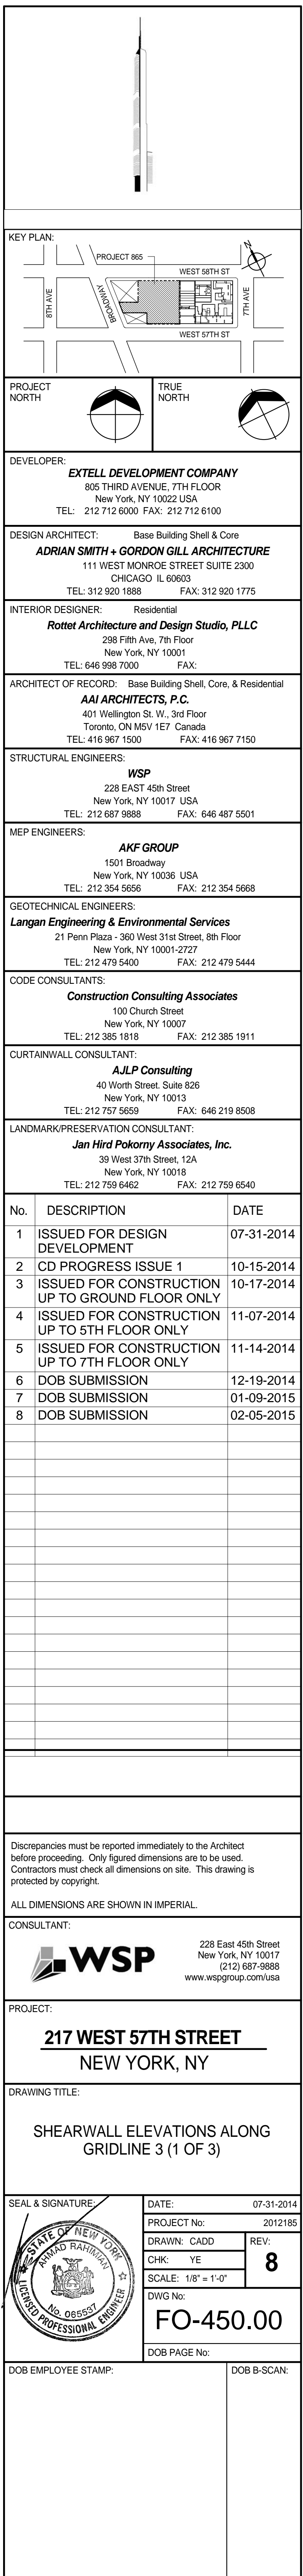 KEY PLAN:
N
PROJECT 865
WEST 58TH ST
8TH AVE
BROADWAY
7TH AVE
WEST 57TH ST
PROJECT
NORTH
TRUE
NORTH
DEVELOPER:
EXTELL DEVELOPMENT COMPANY
805 THIRD AVENUE, 7TH FLOOR
New York, NY 10022 USA
TEL: 212 712 6000 FAX: 212 712 6100
DESIGN ARCHITECT: Base Building Shell & Core
ADRIAN SMITH + GORDON GILL ARCHITECTURE
111 WEST MONROE STREET SUITE 2300
CHICAGO IL 60603
TEL: 312 920 1888 FAX: 312 920 1775
INTERIOR DESIGNER: Residential
Rottet Architecture and Design Studio, PLLC
298 Fifth Ave, 7th Floor
New York, NY 10001
TEL: 646 998 7000 FAX:
ARCHITECT OF RECORD: Base Building Shell, Core, & Residential
AAI ARCHITECTS, P.C.
401 Wellington St. W., 3rd Floor
Toronto, ON M5V 1E7 Canada
TEL: 416 967 1500 FAX: 416 967 7150
STRUCTURAL ENGINEERS:
WSP
228 EAST 45th Street
New York, NY 10017 USA
TEL: 212 687 9888 FAX: 646 487 5501
MEP ENGINEERS:
AKF GROUP
1501 Broadway
New York, NY 10036 USA
TEL: 212 354 5656 FAX: 212 354 5668
GEOTECHNICAL ENGINEERS:
Langan Engineering & Environmental Services
21 Penn Plaza - 360 West 31st Street, 8th Floor
New York, NY 10001-2727
TEL: 212 479 5400 FAX: 212 479 5444
CODE CONSULTANTS:
Construction Consulting Associates
100 Church Street
New York, NY 10007
TEL: 212 385 1818 FAX: 212 385 1911
CURTAINWALL CONSULTANT:
AJLP Consulting
40 Worth Street. Suite 826
New York, NY 10013
TEL: 212 757 5659 FAX: 646 219 8508
LANDMARK/PRESERVATION CONSULTANT:
Jan Hird Pokorny Associates, Inc.
39 West 37th Street, 12A
New York, NY 10018
TEL: 212 759 6462 FAX: 212 759 6540
No. DESCRIPTION DATE
1 ISSUED FOR DESIGN 07-31-2014
DEVELOPMENT
2 CD PROGRESS ISSUE 1 10-15-2014
3 ISSUED FOR CONSTRUCTION 10-17-2014
UP TO GROUND FLOOR ONLY
4 ISSUED FOR CONSTRUCTION 11-07-2014
UP TO 5TH FLOOR ONLY
5 ISSUED FOR CONSTRUCTION 11-14-2014
UP TO 7TH FLOOR ONLY
6 DOB SUBMISSION 12-19-2014
7 DOB SUBMISSION 01-09-2015
8 DOB SUBMISSION 02-05-2015
Discrepancies must be reported immediately to the Architect
before proceeding. Only figured dimensions are to be used.
Contractors must check all dimensions on site. This drawing is
protected by copyright.
ALL DIMENSIONS ARE SHOWN IN IMPERIAL.
CONSULTANT:
WSP
228 East 45th Street
New York, NY 10017
(212) 687-9888
www.wspgroup.com/usa
PROJECT:
217 WEST 57TH STREET
NEW YORK, NY
DRAWING TITLE:
SHEARWALL ELEVATIONS ALONG
GRIDLINE 3 (1 OF 3)
SEAL & SIGNATURE:
STATE OF NEW YORK
AHMAD RAHIMIAN
No. 065537
LICENSED PROFESSIONAL ENGINEER
DATE: 07-31-2014
PROJECT No: 2012185
DRAWN: CADD
REV:
8
CHK: YE
SCALE: 1/8" = 1'-0"
DWG No:
FO-450.00
DOB PAGE No:
DOB EMPLOYEE STAMP:
DOB B-SCAN: